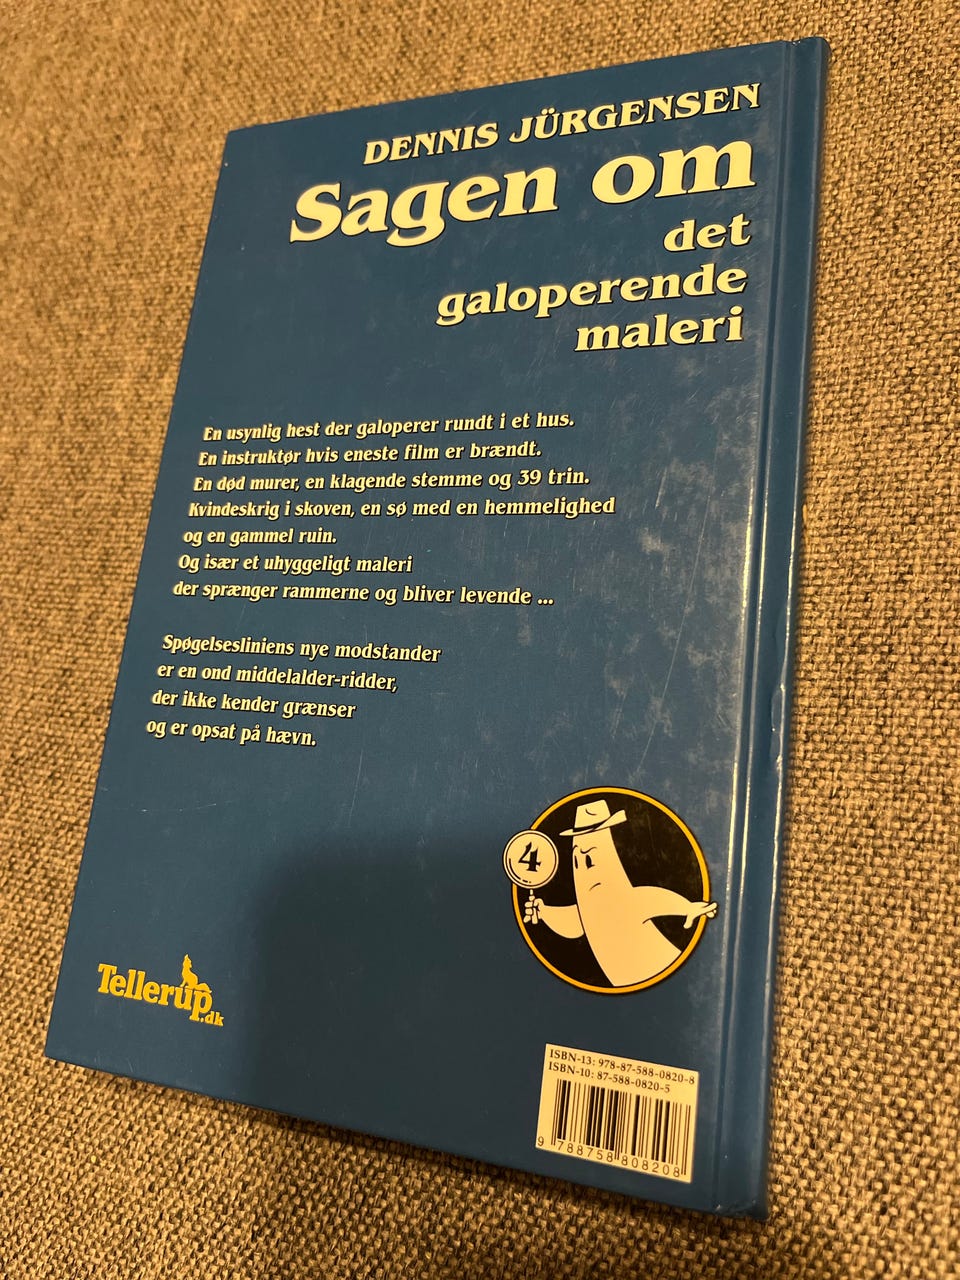 DENNIS JÜRGENSEN
Sagen om
det
galoperende
maleri
En usynlig hest der galoperer rundt i et hus.
En instruktør hvis eneste film er brændt.
En død murer, en klagende stemme og 39 trin.
Kvindeskrig i skoven, en sø med en hemmelighed
og en gammel ruin.
Og især et uhyggeligt maleri
der sprænger rammerne og bliver levende ...
Spøgelsesliniens nye modstander
er en ond middelalder-ridder,
der ikke kender grænser
og er opsat på hævn.
4
Tellerup.dk
ISBN-13: 978-87-588-0820-8
ISBN-10: 87-588-0820-5
9 788758 808208